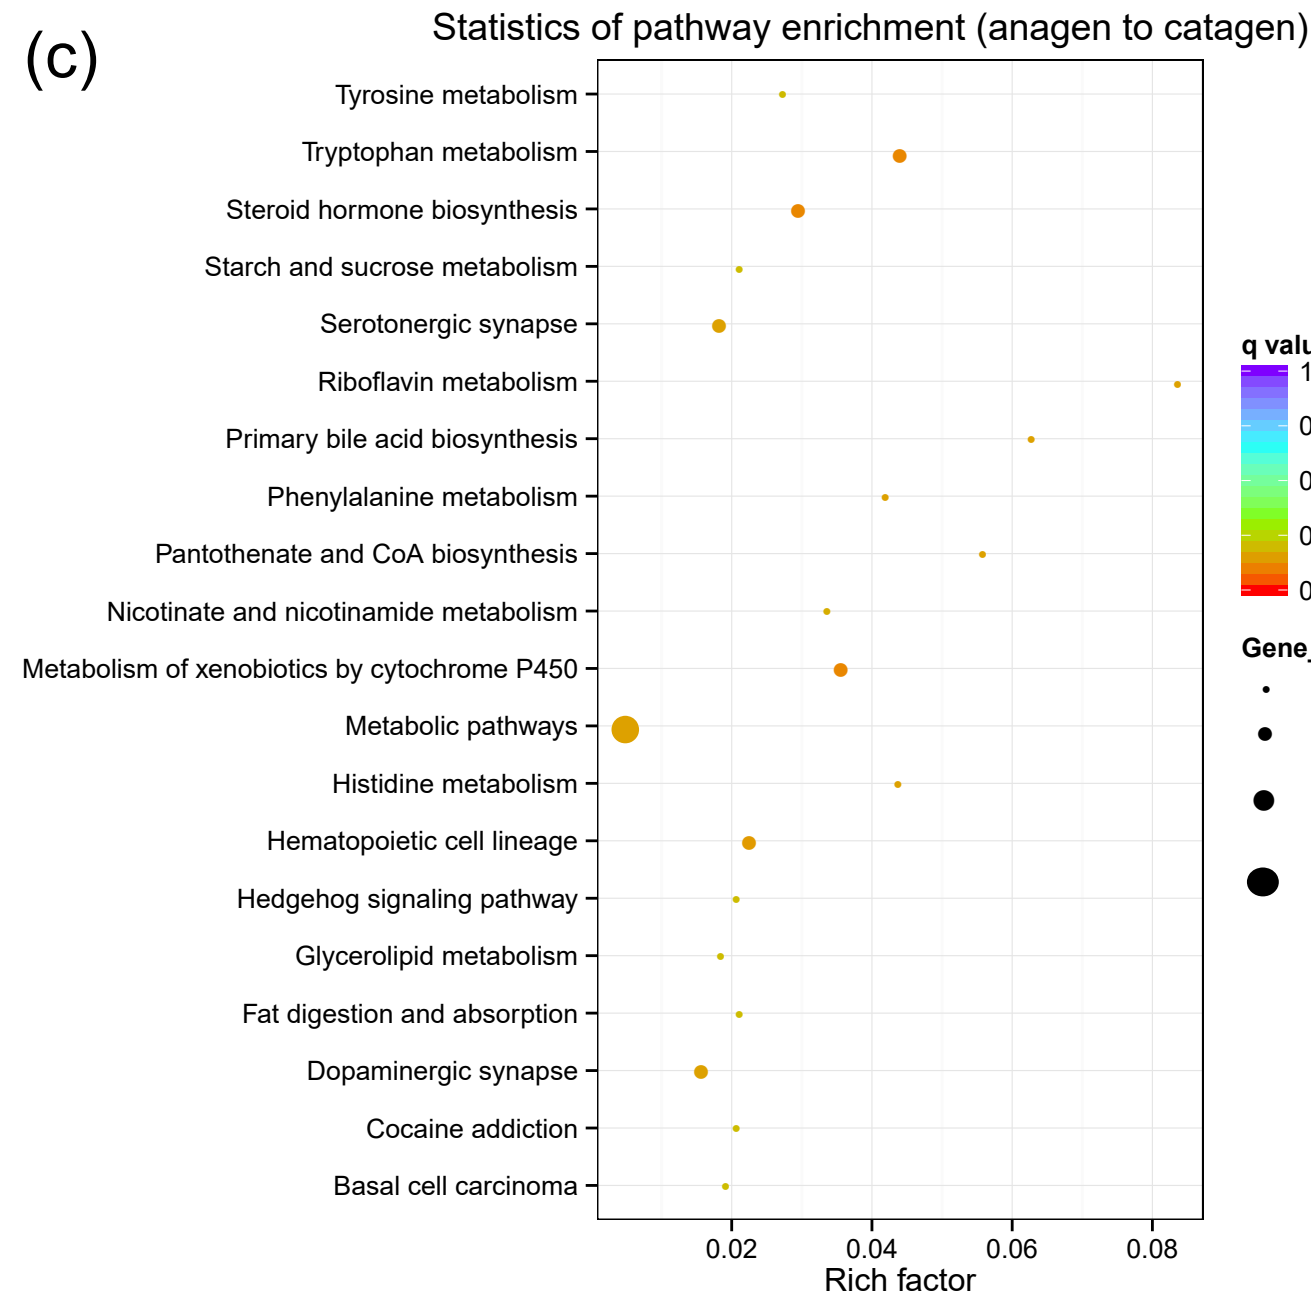 (c)
Statistics of pathway enrichment (anagen to catagen)
Tyrosine metabolism
Tryptophan metabolism
Steroid hormone biosynthesis
Starch and sucrose metabolism
Serotonergic synapse
Riboflavin metabolism
Primary bile acid biosynthesis
Phenylalanine metabolism
Pantothenate and CoA biosynthesis
Nicotinate and nicotinamide metabolism
Metabolism of xenobiotics by cytochrome P450
Metabolic pathways
Histidine metabolism
Hematopoietic cell lineage
Hedgehog signaling pathway
Glycerolipid metabolism
Fat digestion and absorption
Dopaminergic synapse
Cocaine addiction
Basal cell carcinoma
0.02 0.04 0.06 0.08
Rich factor
q valu
1
0
0
0
0
Gene_